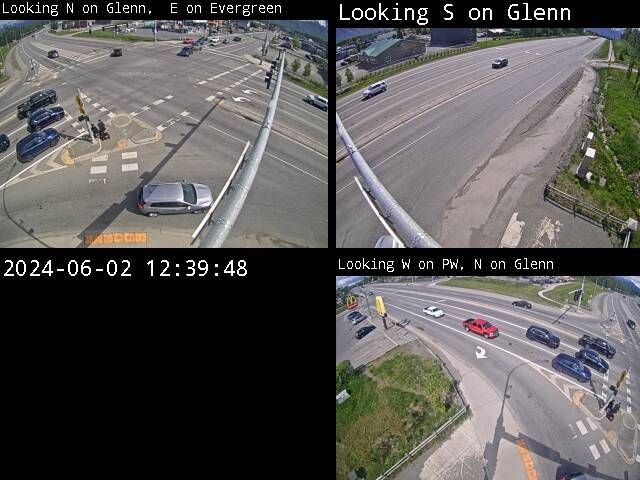 Looking N on Glenn,  E on Evergreen
Looking S on Glenn
2024-06-02 12:39:48
Looking W on PW, N on Glenn